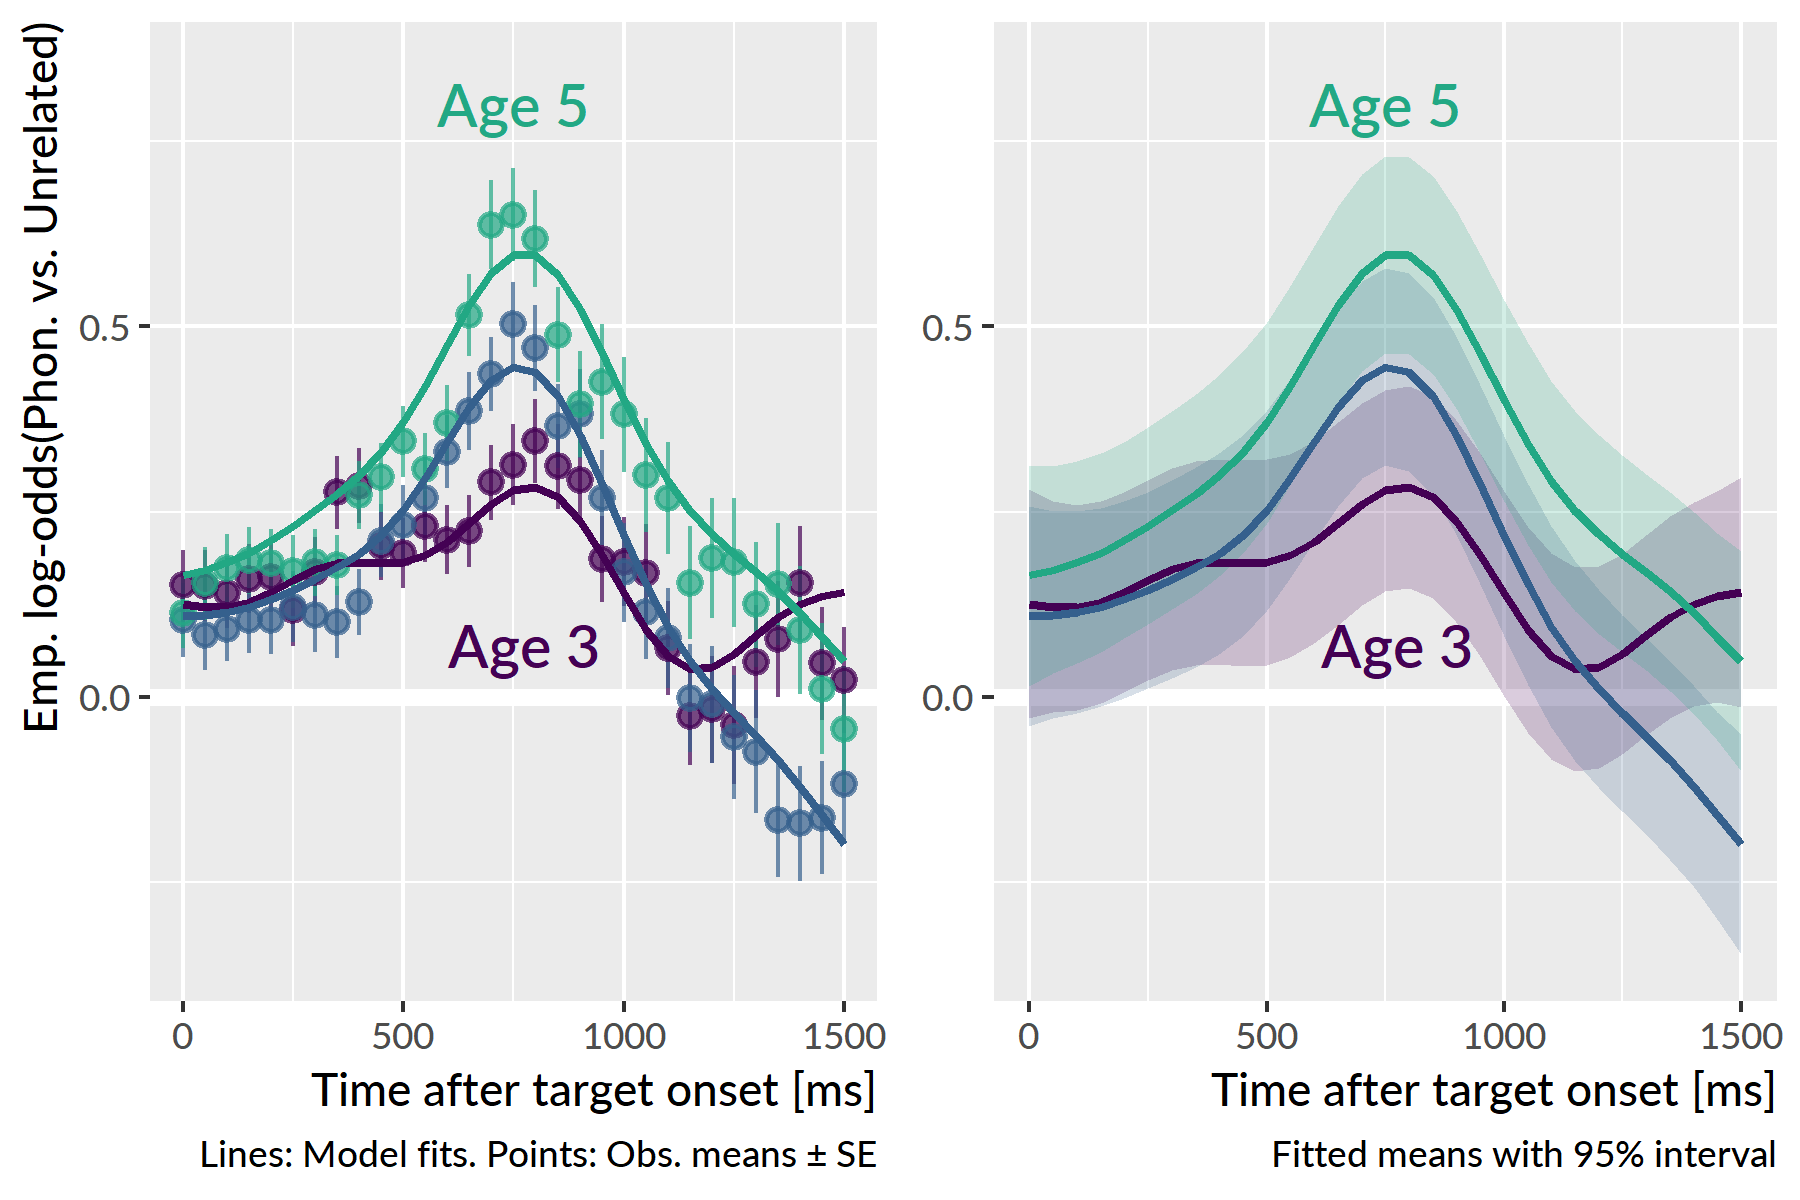 Emp. log-odds(Phon. vs. Unrelated)
0.5
0.0
Age 5
Age 3
0 500 1000 1500
Time after target onset [ms]
Lines: Model fits. Points: Obs. means ± SE
0.5
0.0
Age 5
Age 3
0 500 1000 1500
Time after target onset [ms]
Fitted means with 95% interval